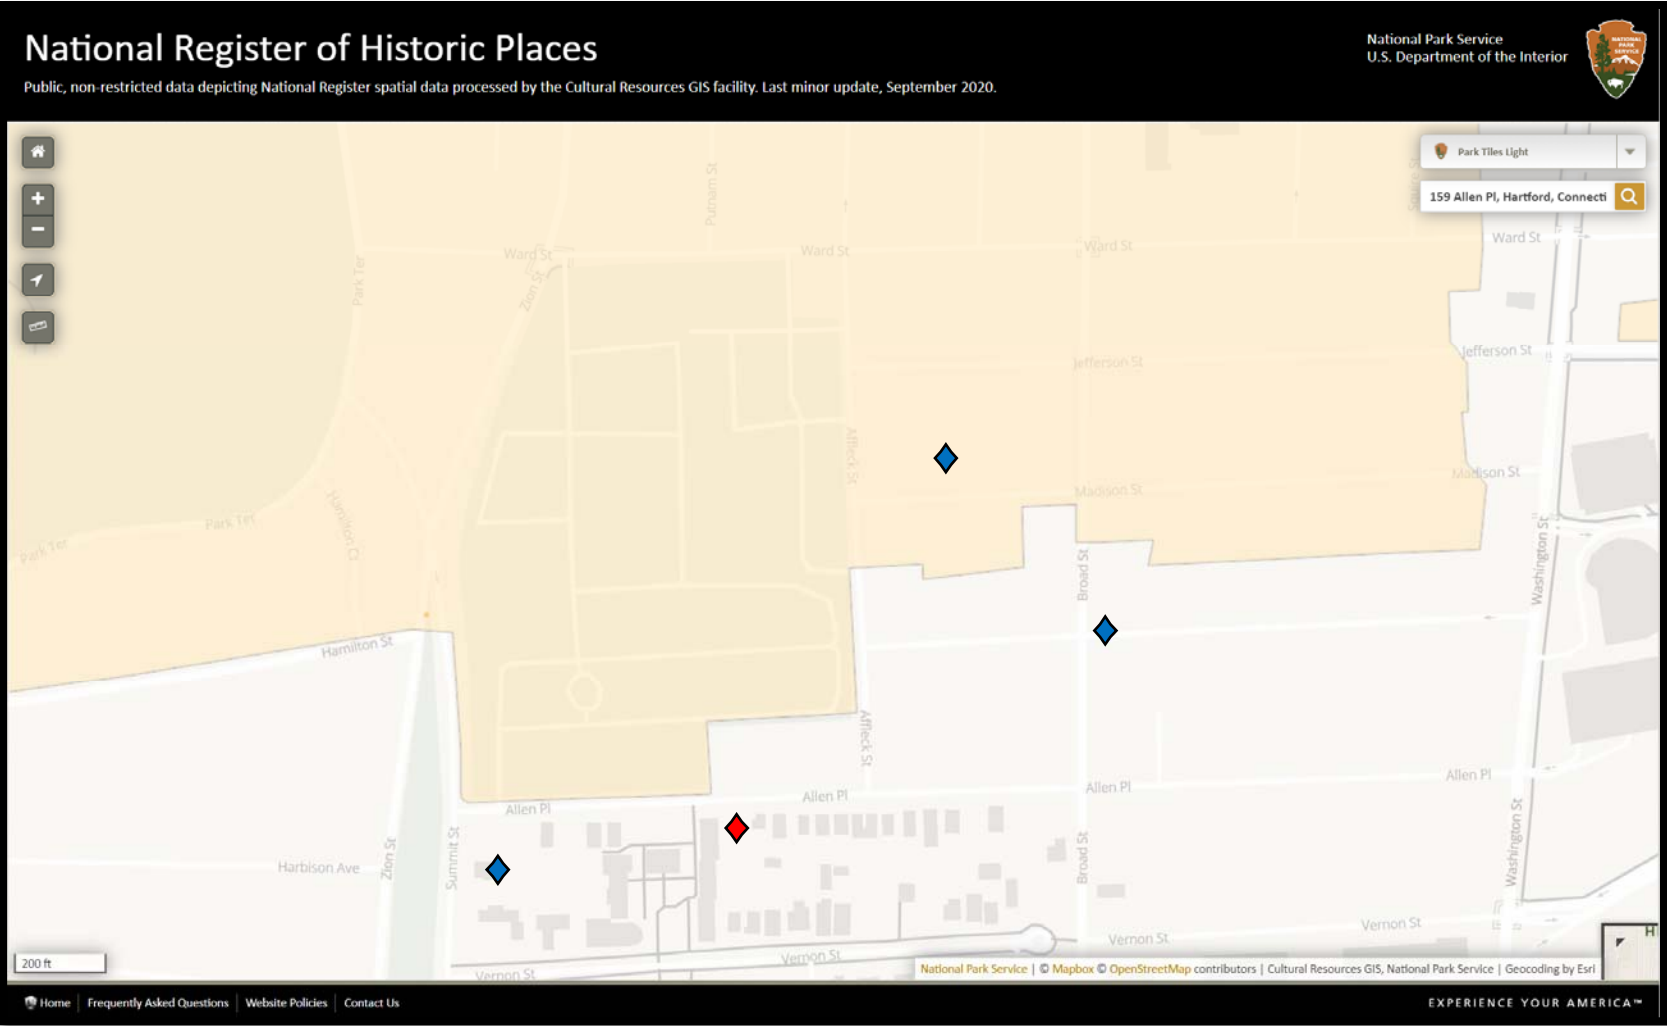 National Register of Historic Places
Public, non-restricted data depicting National Register spatial data processed by the Cultural Resources GIS facility. Last minor update, September 2020.
National Park Service
U.S. Department of the Interior
NATIONAL
PARK
SERVICE
Park Tiles Light
159 Allen Pl, Hartford, Connecti
+
−
Putnam St
Square St
Ward St
Ward St
Ward St
Ward St
Park Ter
Zion St
Jefferson St
Jefferson St
Affleck St
Madison St
Madison St
Park Ter
Park Ter
Hamilton Ct
Washington St
Broad St
Hamilton St
Affleck St
Allen Pl
Allen Pl
Allen Pl
Allen Pl
Harbison Ave
Zion St
Summit St
Broad St
Washington St
Vernon St
Vernon St
Vernon St
Vernon St
H
200 ft
National Park Service | © Mapbox © OpenStreetMap contributors | Cultural Resources GIS, National Park Service | Geocoding by Esri
Home
Frequently Asked Questions
Website Policies
Contact Us
EXPERIENCE YOUR AMERICA™